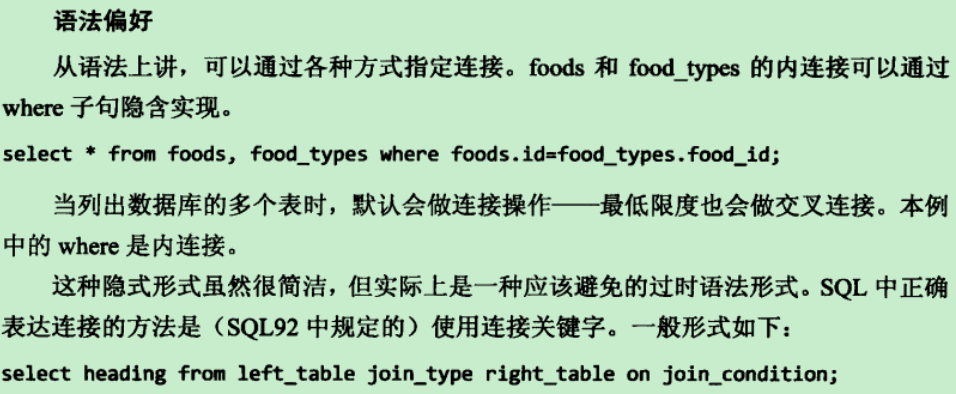 语法偏好
从语法上讲，可以通过各种方式指定连接。foods 和 food_types 的内连接可以通过
where 子句隐含实现。
select * from foods, food_types where foods.id=food_types.food_id;
当列出数据库的多个表时，默认会做连接操作——最低限度也会做交叉连接。本例
中的 where 是内连接。
这种隐式形式虽然很简洁，但实际上是一种应该避免的过时语法形式。SQL 中正确
表达连接的方法是（SQL92 中规定的）使用连接关键字。一般形式如下：
select heading from left_table join_type right_table on join_condition;